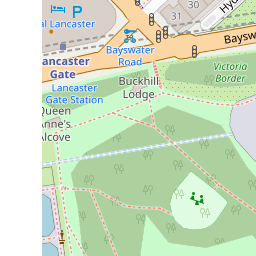 P
al Lancaster
31
30
Hyd
Bayswater
Road
Baysw
Lancaster
Gate
Lancaster
Gate Station
Buckhill
Lodge
Victoria
Border
Queen
Anne's
Alcove